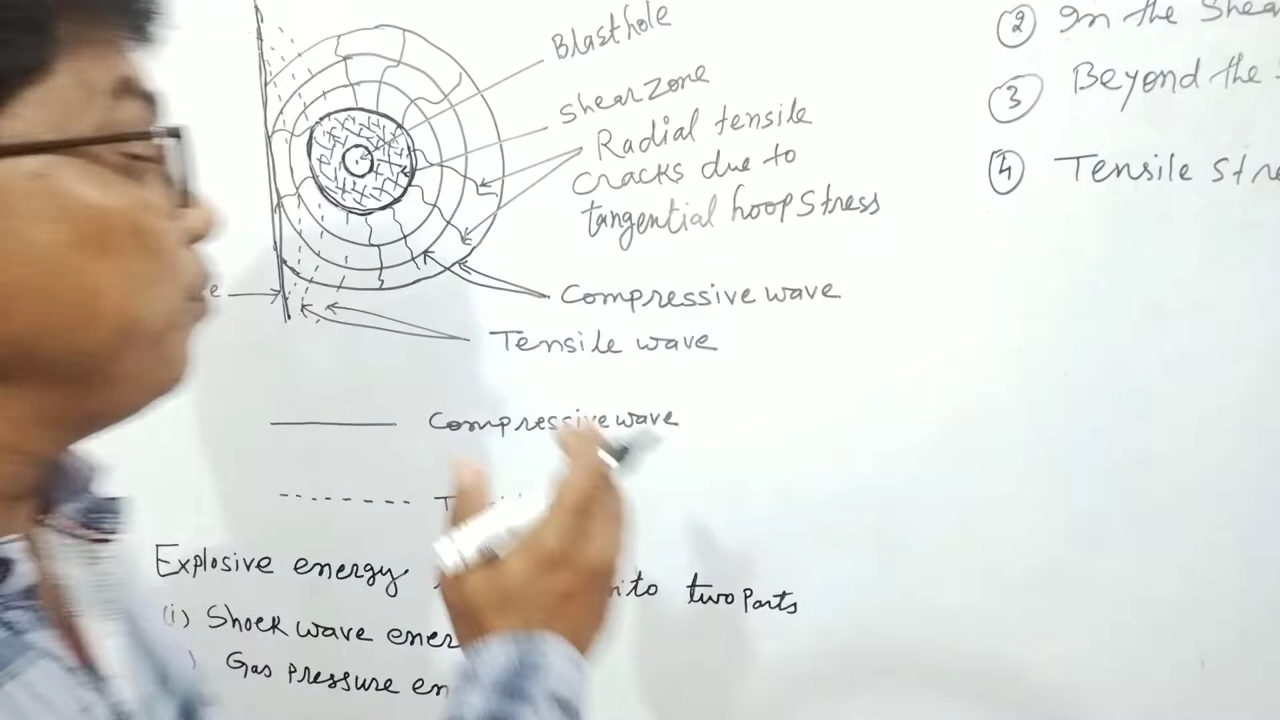 Blasthole
shear zone
Radial tensile
cracks due to
tangential hoop stress
Compressive wave
Tensile wave
Compressive wave
Explosive energy
into two Parts
(i) Shock wave ener
) Gas pressure en
② In the Shea
③ Beyond the
④ Tensile stre